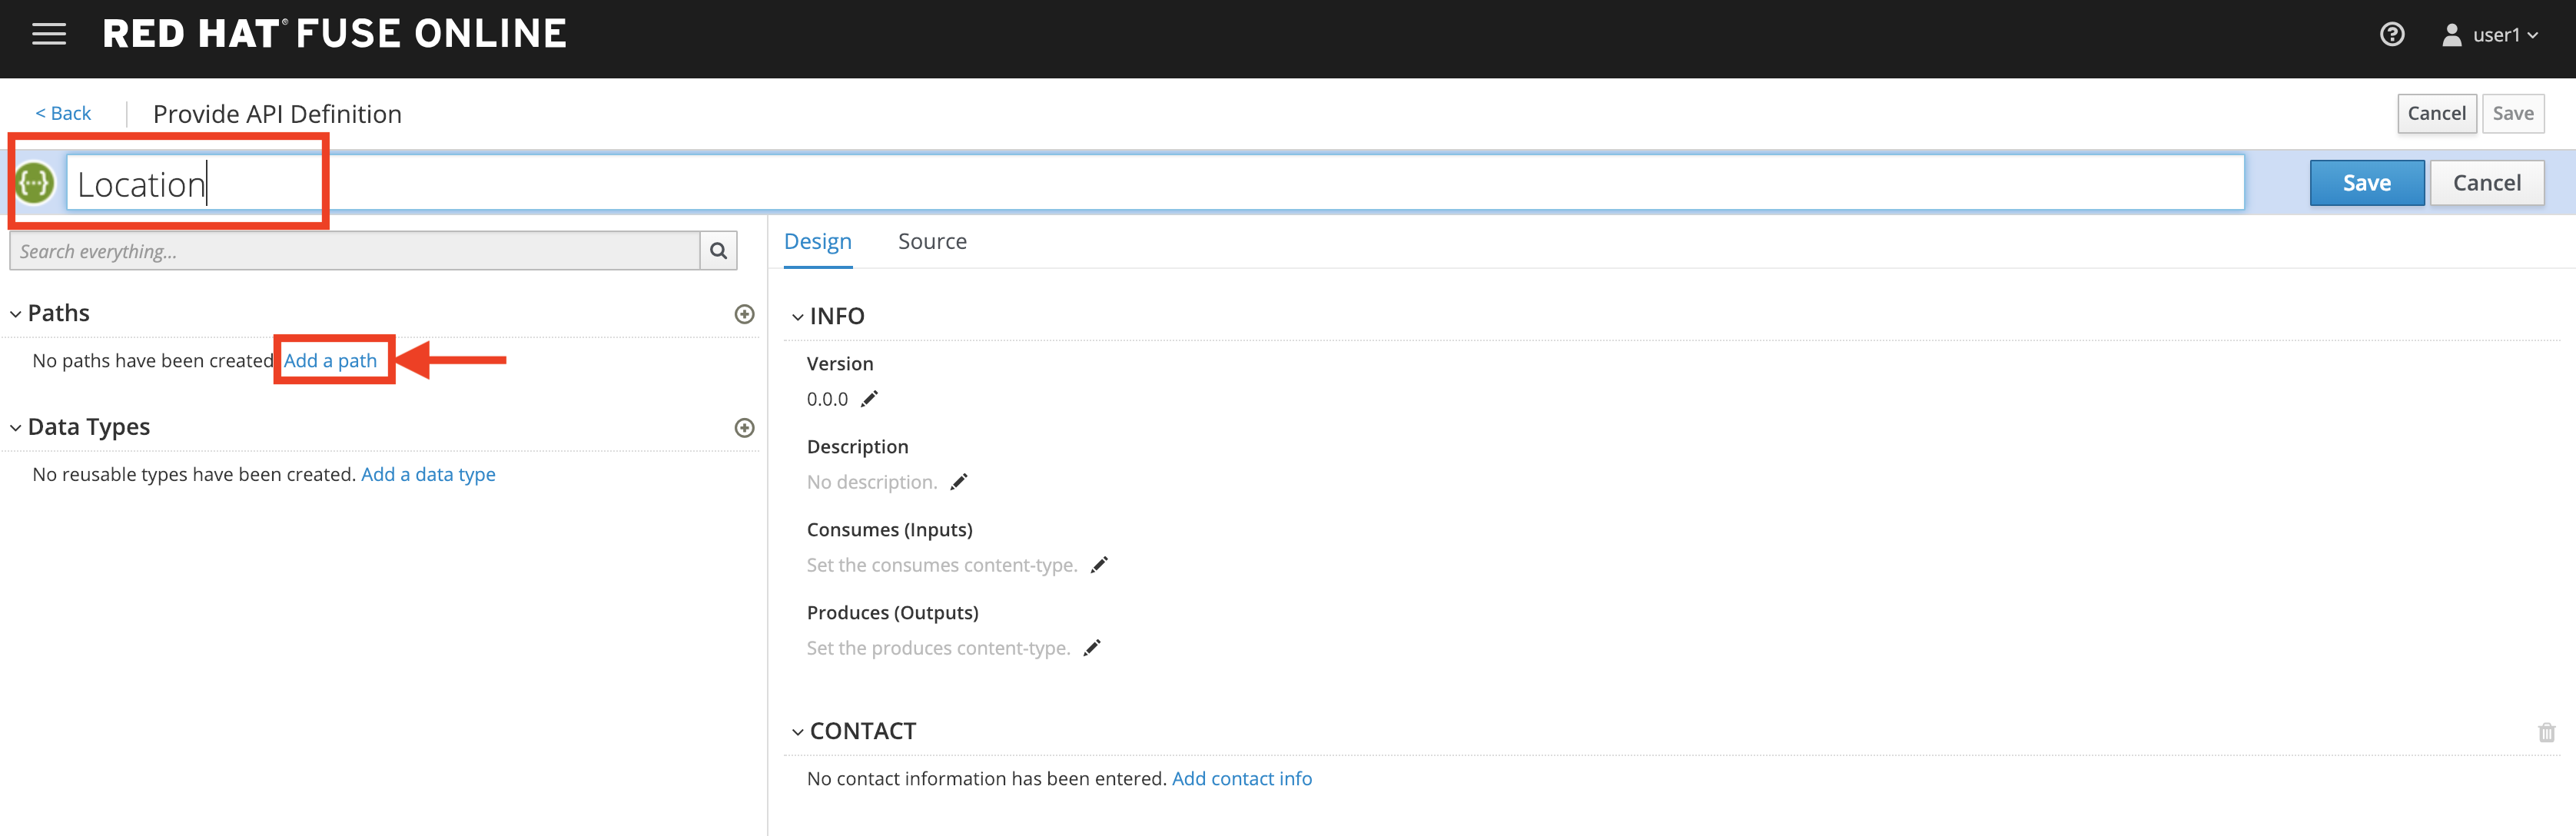 RED HAT® FUSE ONLINE
user1
< Back
Provide API Definition
Cancel
Save
Location
Save
Cancel
Search everything...
Design
Source
Paths
No paths have been created
Add a path
Data Types
No reusable types have been created. Add a data type
INFO
Version
0.0.0
Description
No description.
Consumes (Inputs)
Set the consumes content-type.
Produces (Outputs)
Set the produces content-type.
CONTACT
No contact information has been entered. Add contact info